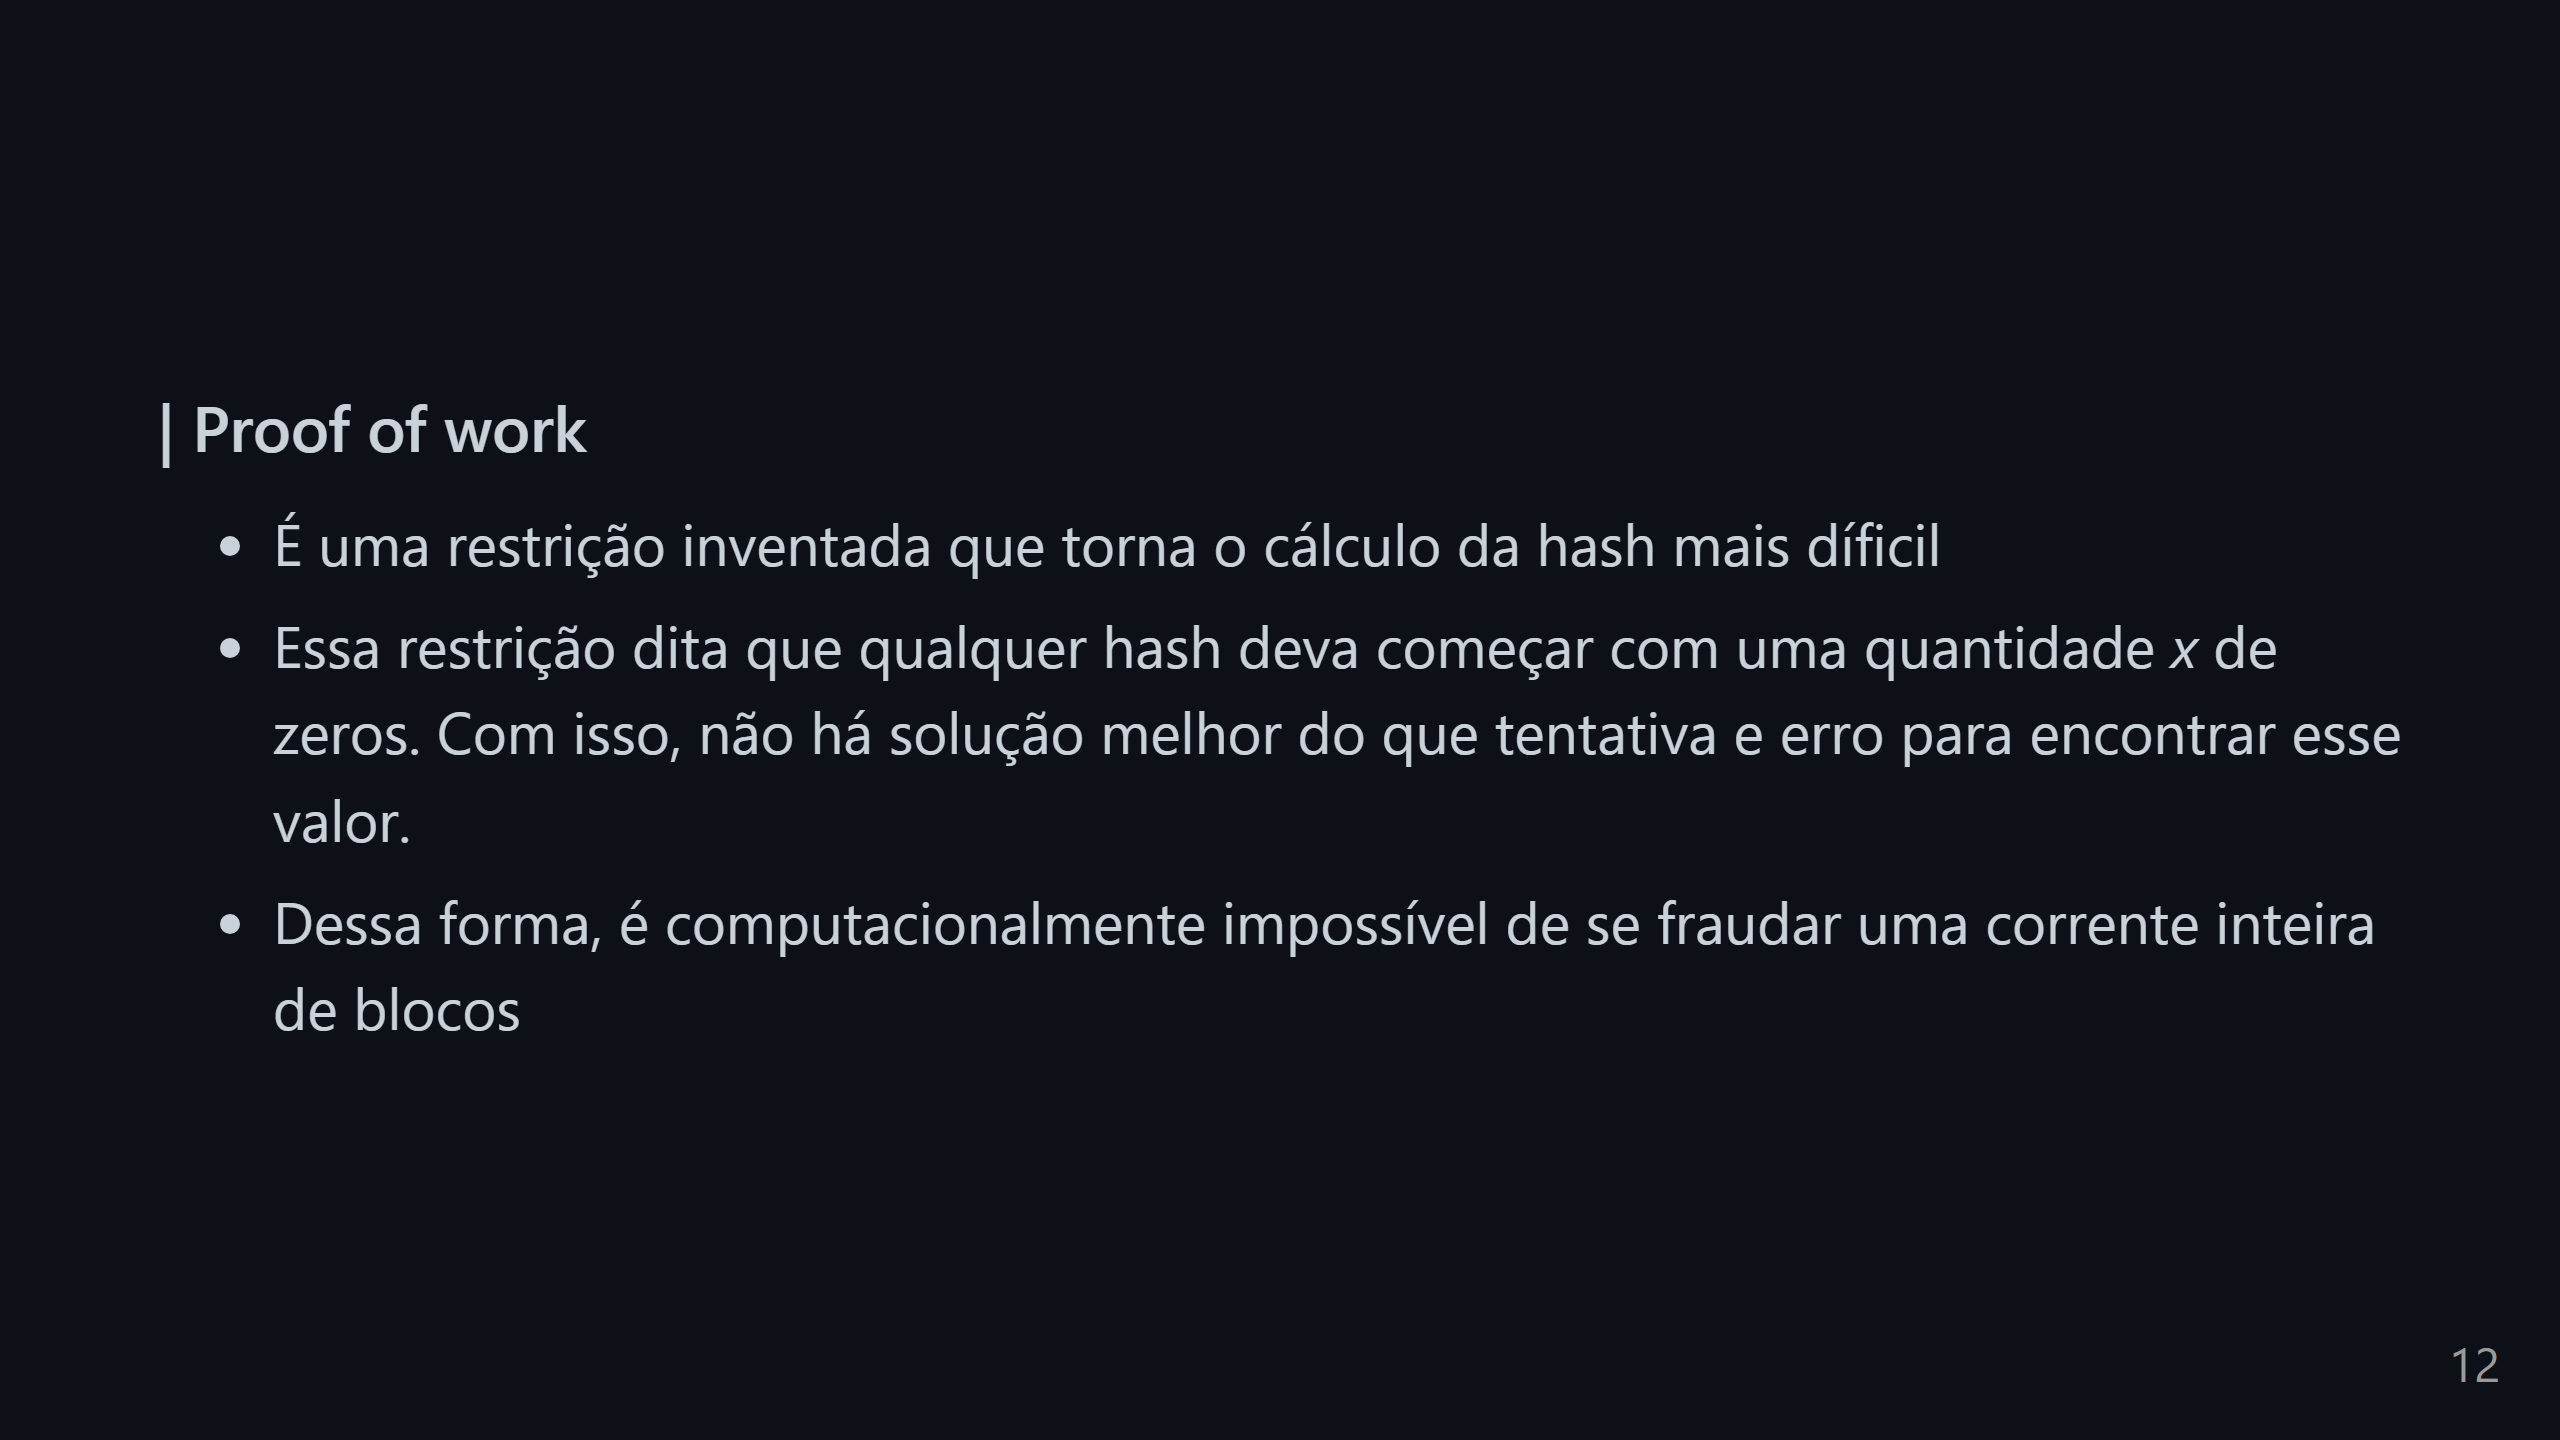 | Proof of work
• É uma restrição inventada que torna o cálculo da hash mais díficil
• Essa restrição dita que qualquer hash deva começar com uma quantidade x de
zeros. Com isso, não há solução melhor do que tentativa e erro para encontrar esse
valor.
• Dessa forma, é computacionalmente impossível de se fraudar uma corrente inteira
de blocos
12